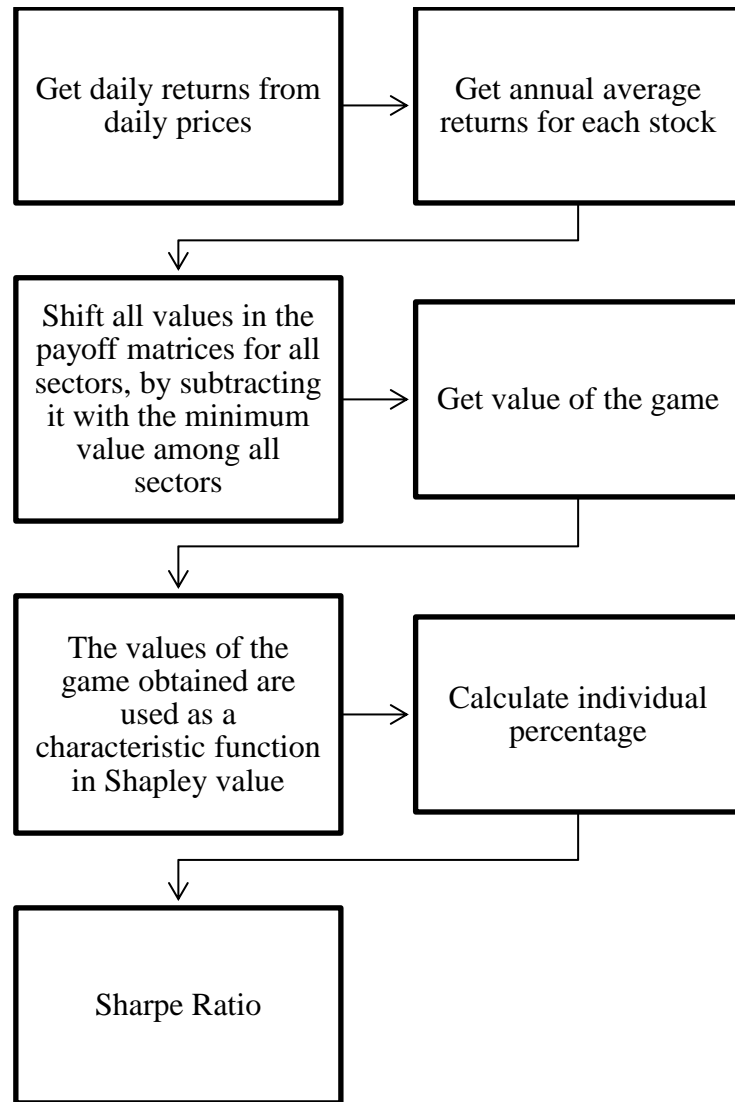 Get daily returns from
daily prices
Get annual average
returns for each stock
Shift all values in the
payoff matrices for all
sectors, by subtracting
it with the minimum
value among all
sectors
Get value of the game
The values of the
game obtained are
used as a
characteristic function
in Shapley value
Calculate individual
percentage
Sharpe Ratio